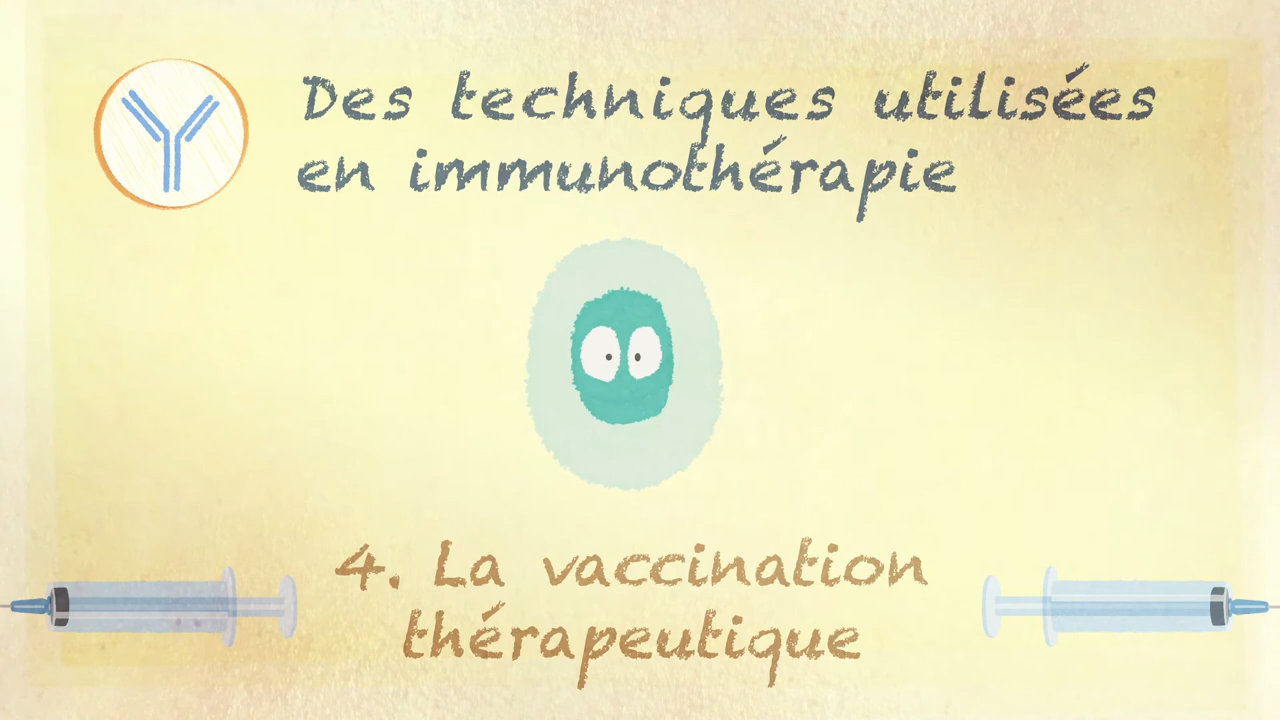 Des techniques utilisées
en immunothérapie
4. La vaccination
thérapeutique